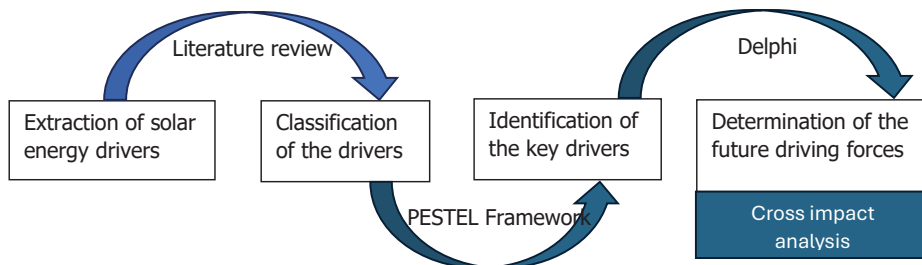 Literature review
Delphi
Extraction of solar
energy drivers
Classification
of the drivers
Identification of
the key drivers
Determination of the
future driving forces
PESTEL Framework
Cross impact
analysis